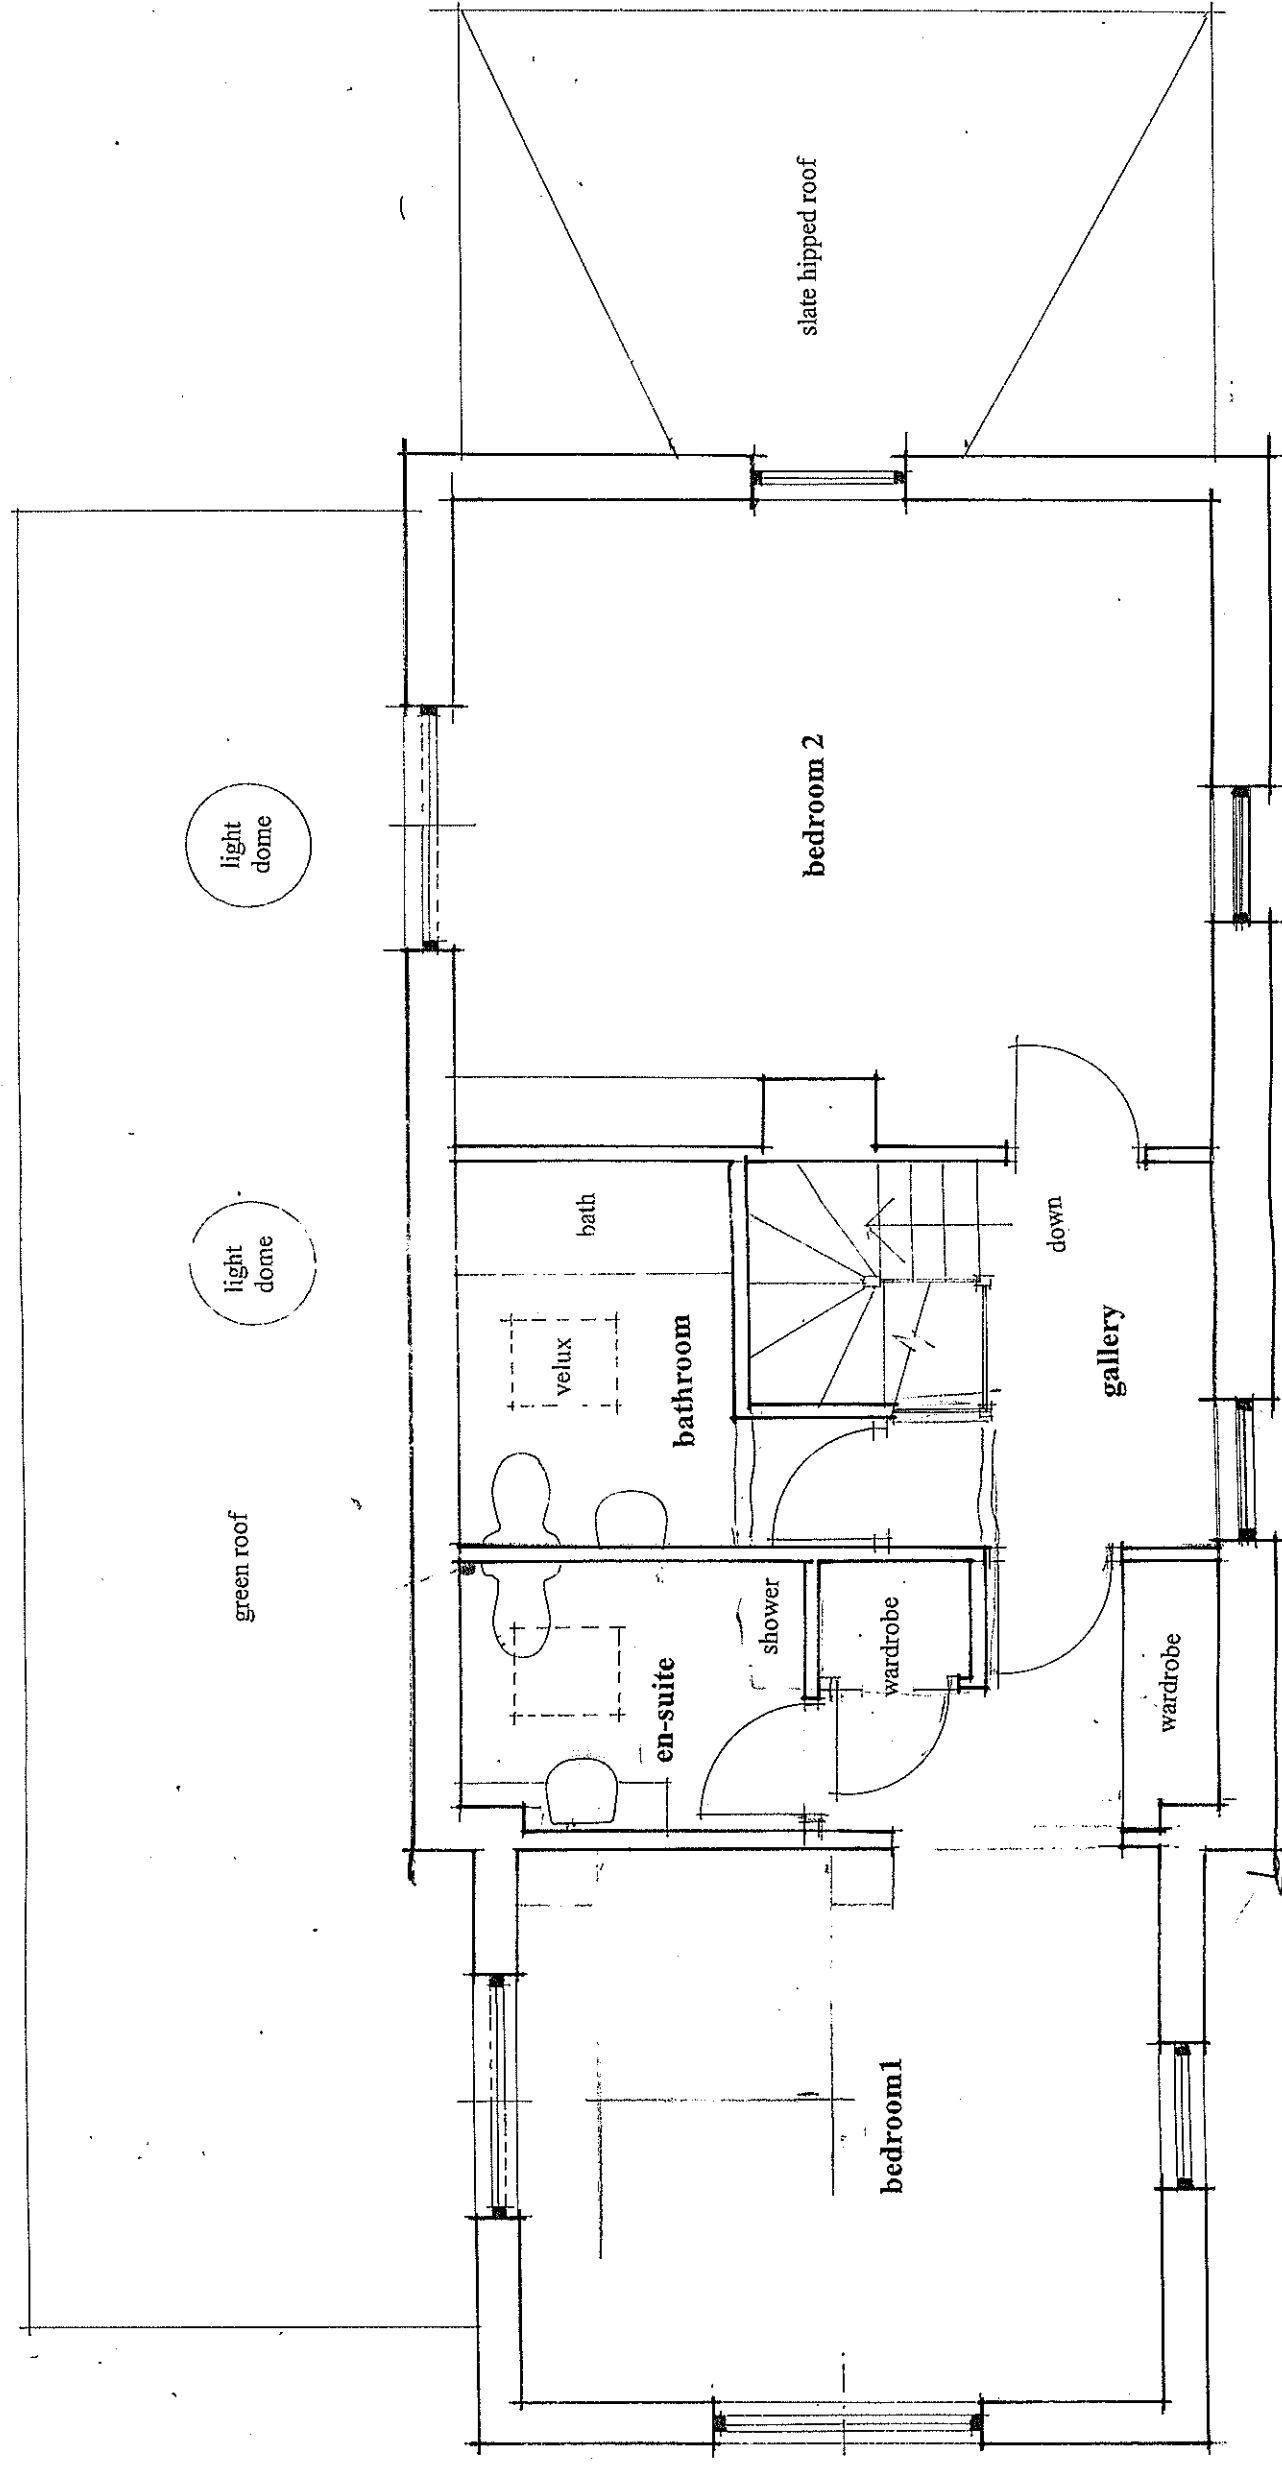 green roof
light
dome
light
dome
bedroom1
en-suite
shower
wardrobe
wardrobe
bathroom
velux
bath
gallery
down
bedroom 2
slate hipped roof